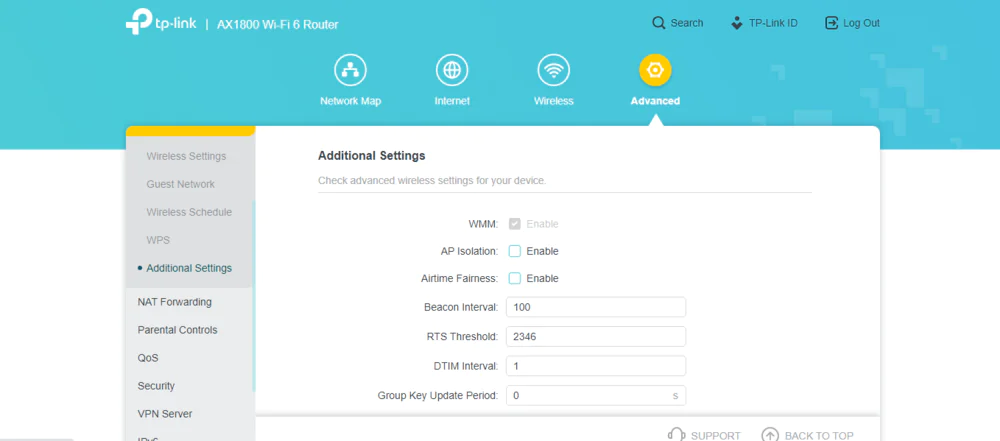 tp-link | AX1800 Wi-Fi 6 Router
Search
TP-Link ID
Log Out
Network Map
Internet
Wireless
Advanced
Wireless Settings
Guest Network
Wireless Schedule
WPS
Additional Settings
NAT Forwarding
Parental Controls
QoS
Security
VPN Server
IPv6
Additional Settings
Check advanced wireless settings for your device.
WMM: Enable
AP Isolation: Enable
Airtime Fairness: Enable
Beacon Interval: 100
RTS Threshold: 2346
DTIM Interval: 1
Group Key Update Period: 0 s
SUPPORT
BACK TO TOP